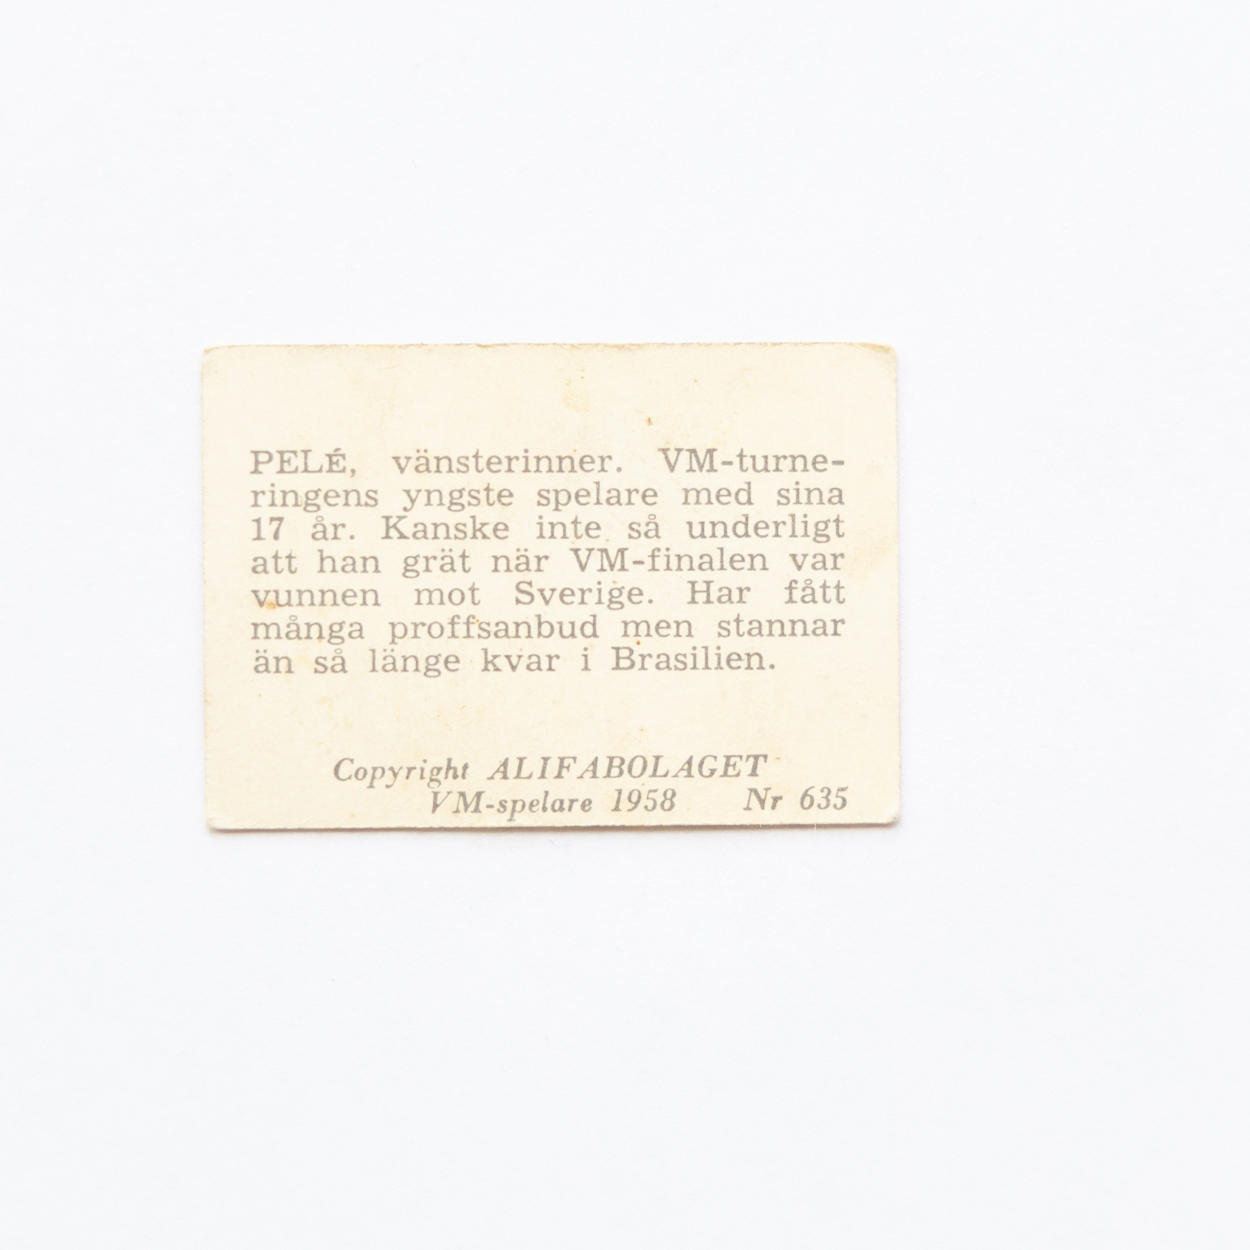 PELÉ, vänsterinner. VM-turne-
ringens yngste spelare med sina
17 år. Kanske inte så underligt
att han grät när VM-finalen var
vunnen mot Sverige. Har fått
många proffsanbud men stannar
än så länge kvar i Brasilien.
Copyright ALIFABOLAGET
VM-spelare 1958 Nr 635